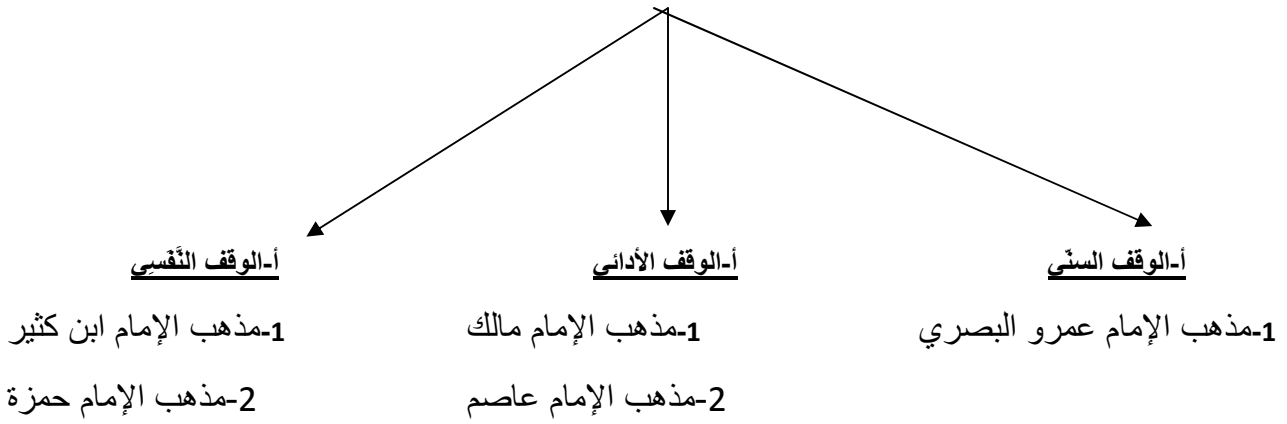 أ-الوقف السنّي
أ-الوقف الأدائي
أ-الوقف النَّفَسِي
1-مذهب الإمام عمرو البصري
1-مذهب الإمام مالك
1-مذهب الإمام ابن كثير
2-مذهب الإمام عاصم
2-مذهب الإمام حمزة